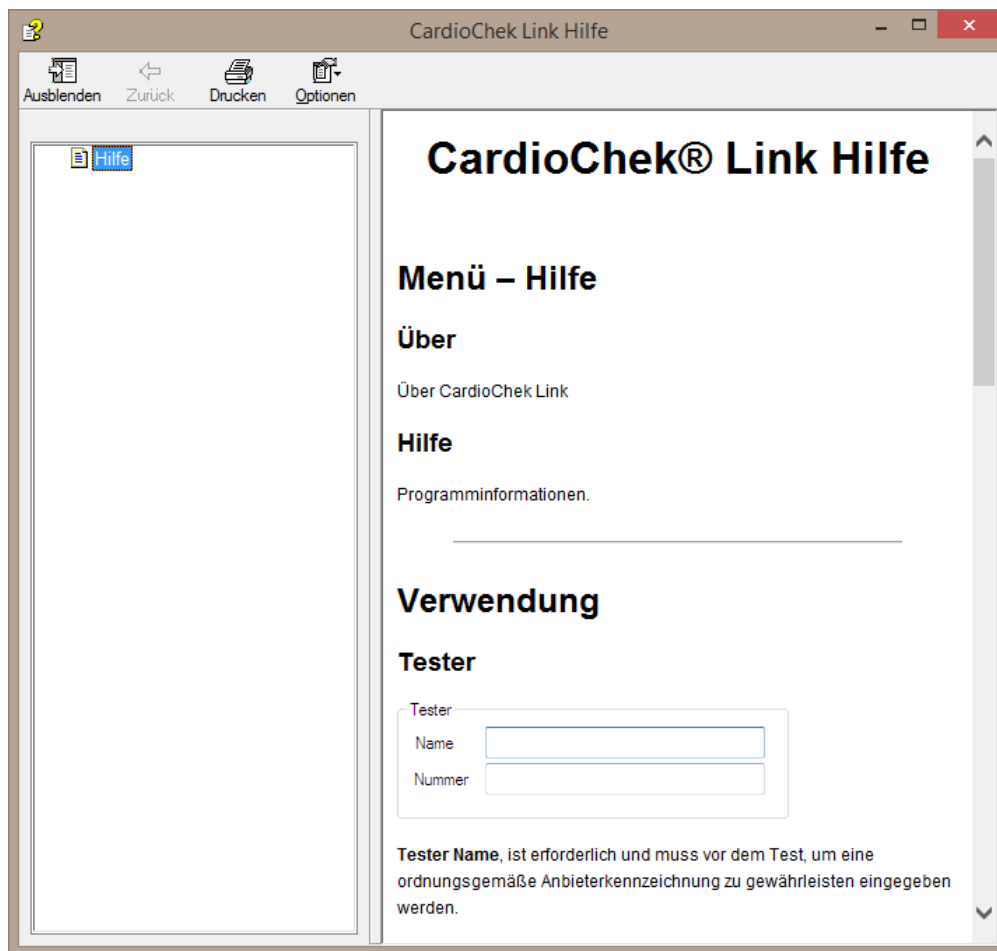 CardioChek Link Hilfe
Ausblenden Zurück Drucken Optionen
Hilfe
CardioChek® Link Hilfe
Menü – Hilfe
Über
Über CardioChek Link
Hilfe
Programminformationen.
Verwendung
Tester
Tester
Name
Nummer
Tester Name, ist erforderlich und muss vor dem Test, um eine
ordnungsgemäße Anbieterkennzeichnung zu gewährleisten eingegeben
werden.